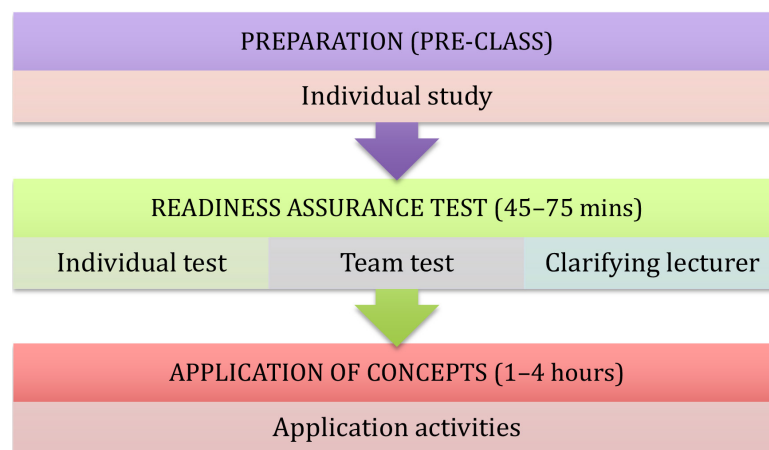 PREPARATION (PRE-CLASS)
Individual study
READINESS ASSURANCE TEST (45–75 mins)
Individual test
Team test
Clarifying lecturer
APPLICATION OF CONCEPTS (1–4 hours)
Application activities